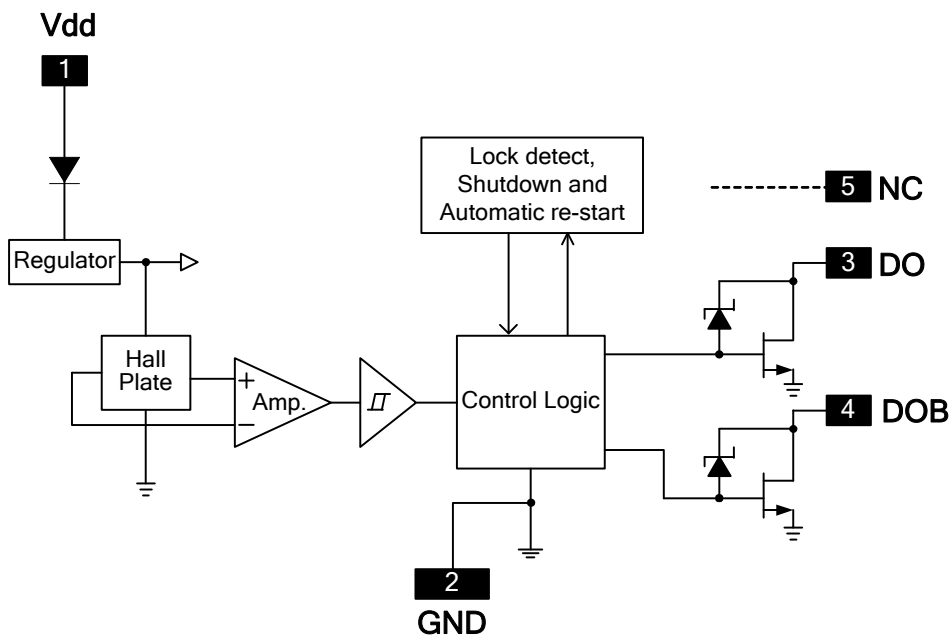 Vdd
1
Lock detect,
Shutdown and
Automatic re-start
5 NC
Regulator
3 DO
Hall
Plate
+
−
Amp.
Control Logic
4 DOB
2
GND